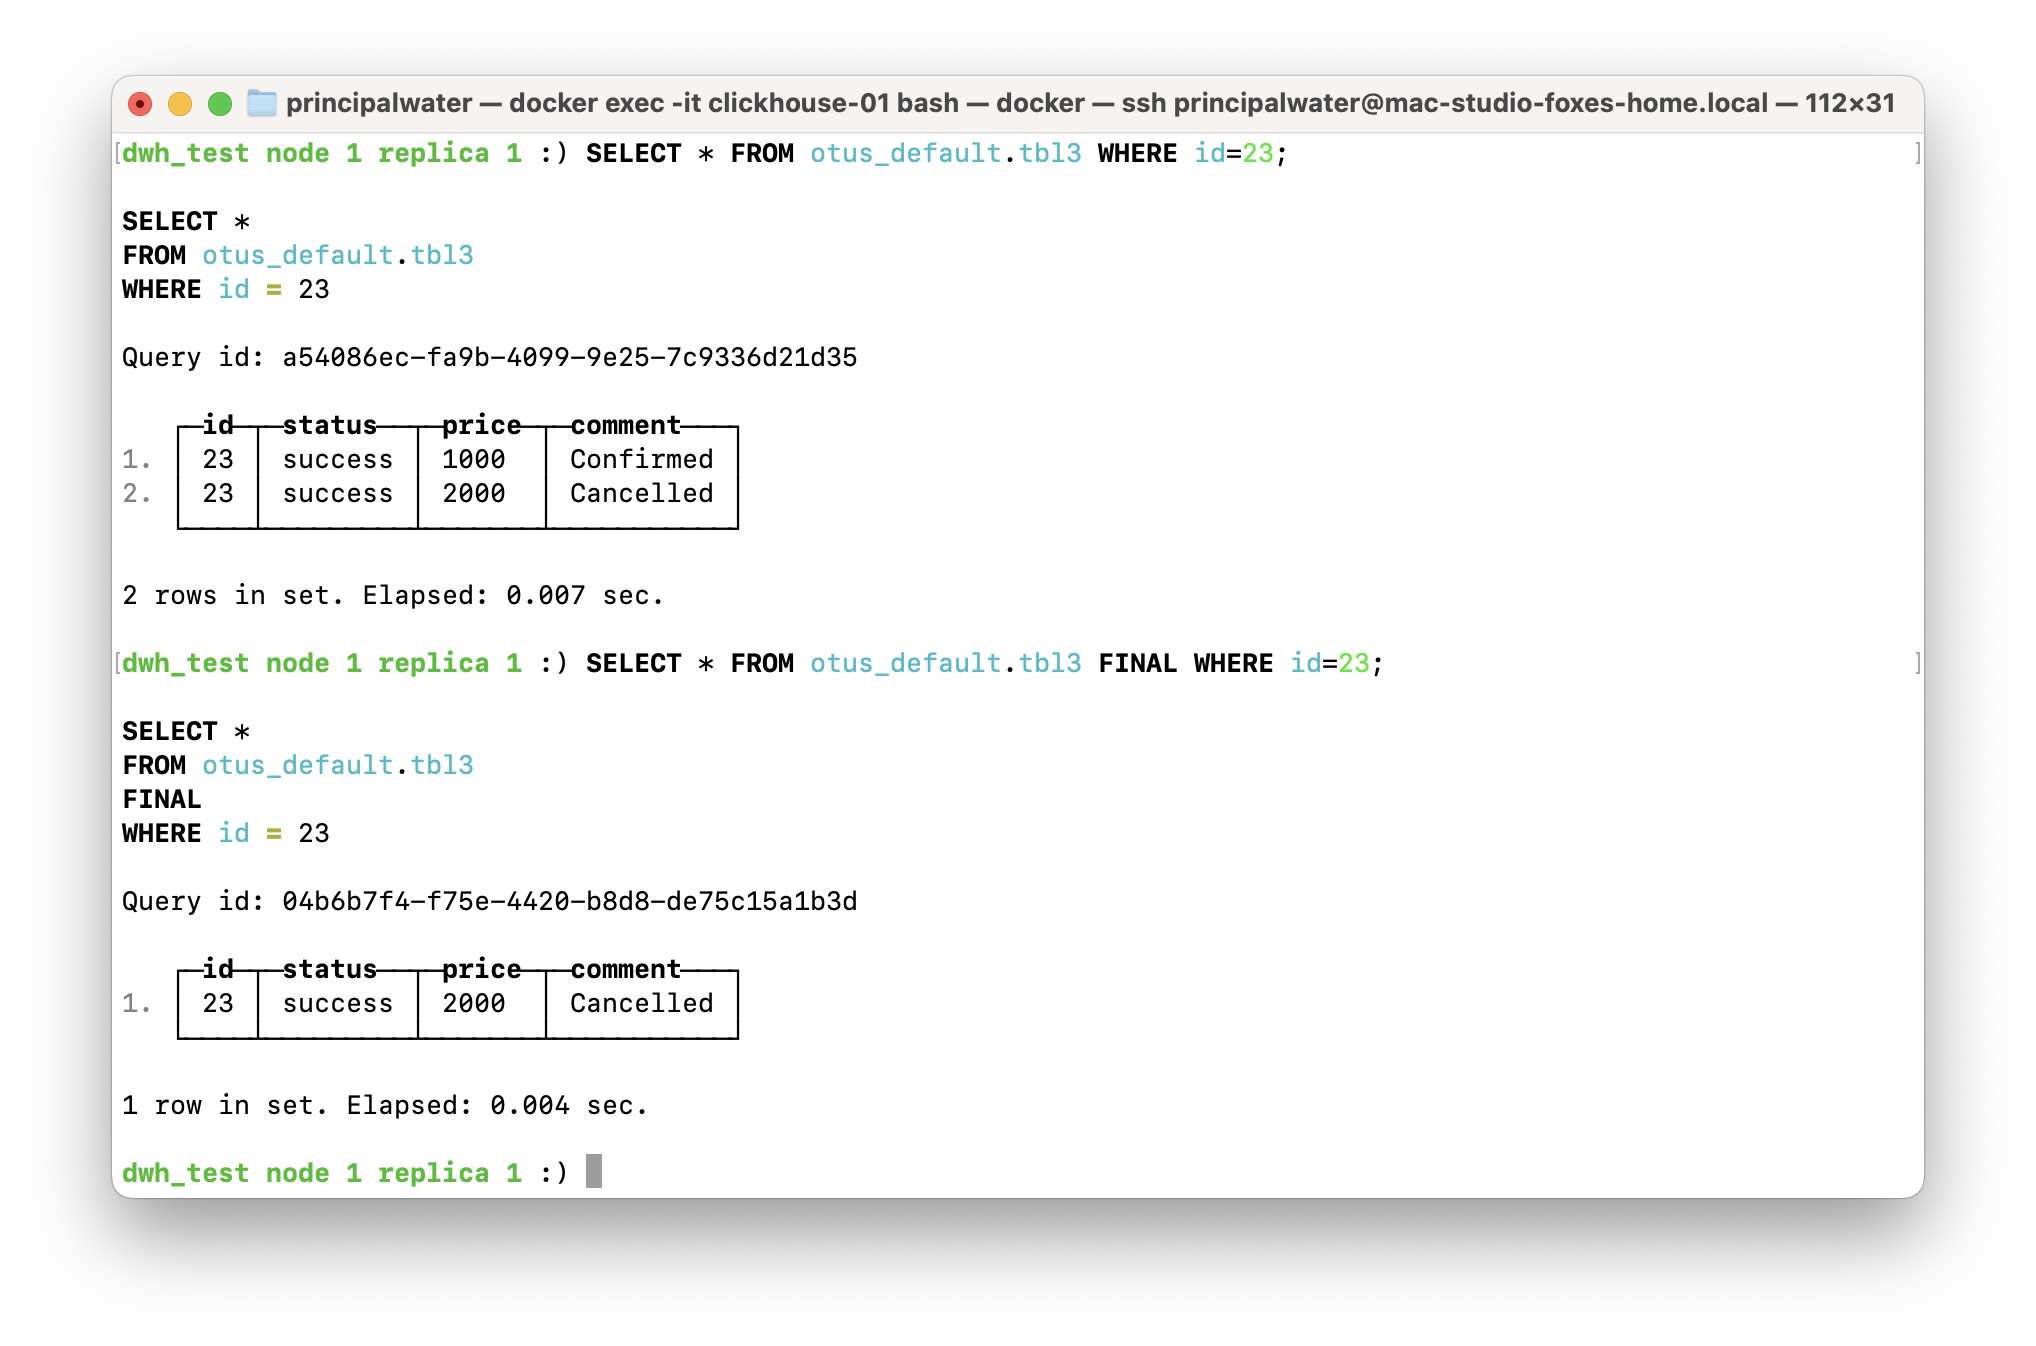 principalwater — docker exec -it clickhouse-01 bash — docker — ssh principalwater@mac-studio-foxes-home.local — 112×31
[dwh_test node 1 replica 1 :) SELECT * FROM otus_default.tbl3 WHERE id=23; ]
SELECT *
FROM otus_default.tbl3
WHERE id = 23
Query id: a54086ec-fa9b-4099-9e25-7c9336d21d35
id status price comment
1. 23 success 1000 Confirmed
2. 23 success 2000 Cancelled
2 rows in set. Elapsed: 0.007 sec.
[dwh_test node 1 replica 1 :) SELECT * FROM otus_default.tbl3 FINAL WHERE id=23; ]
SELECT *
FROM otus_default.tbl3
FINAL
WHERE id = 23
Query id: 04b6b7f4-f75e-4420-b8d8-de75c15a1b3d
id status price comment
1. 23 success 2000 Cancelled
1 row in set. Elapsed: 0.004 sec.
dwh_test node 1 replica 1 :)